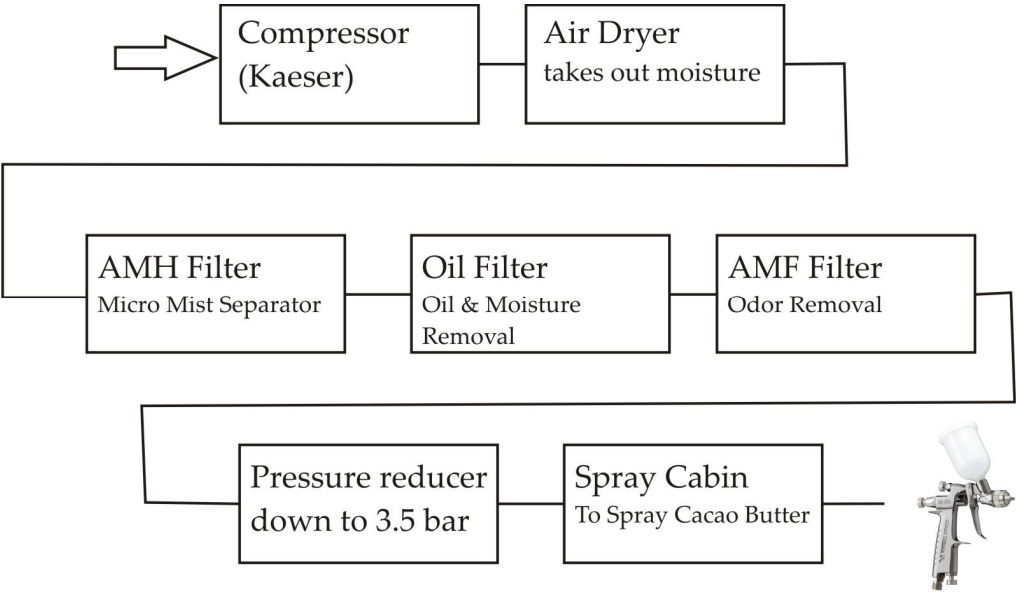 Compressor
(Kaeser)
Air Dryer
takes out moisture
AMH Filter
Micro Mist Separator
Oil Filter
Oil & Moisture
Removal
AMF Filter
Odor Removal
Pressure reducer
down to 3.5 bar
Spray Cabin
To Spray Cacao Butter